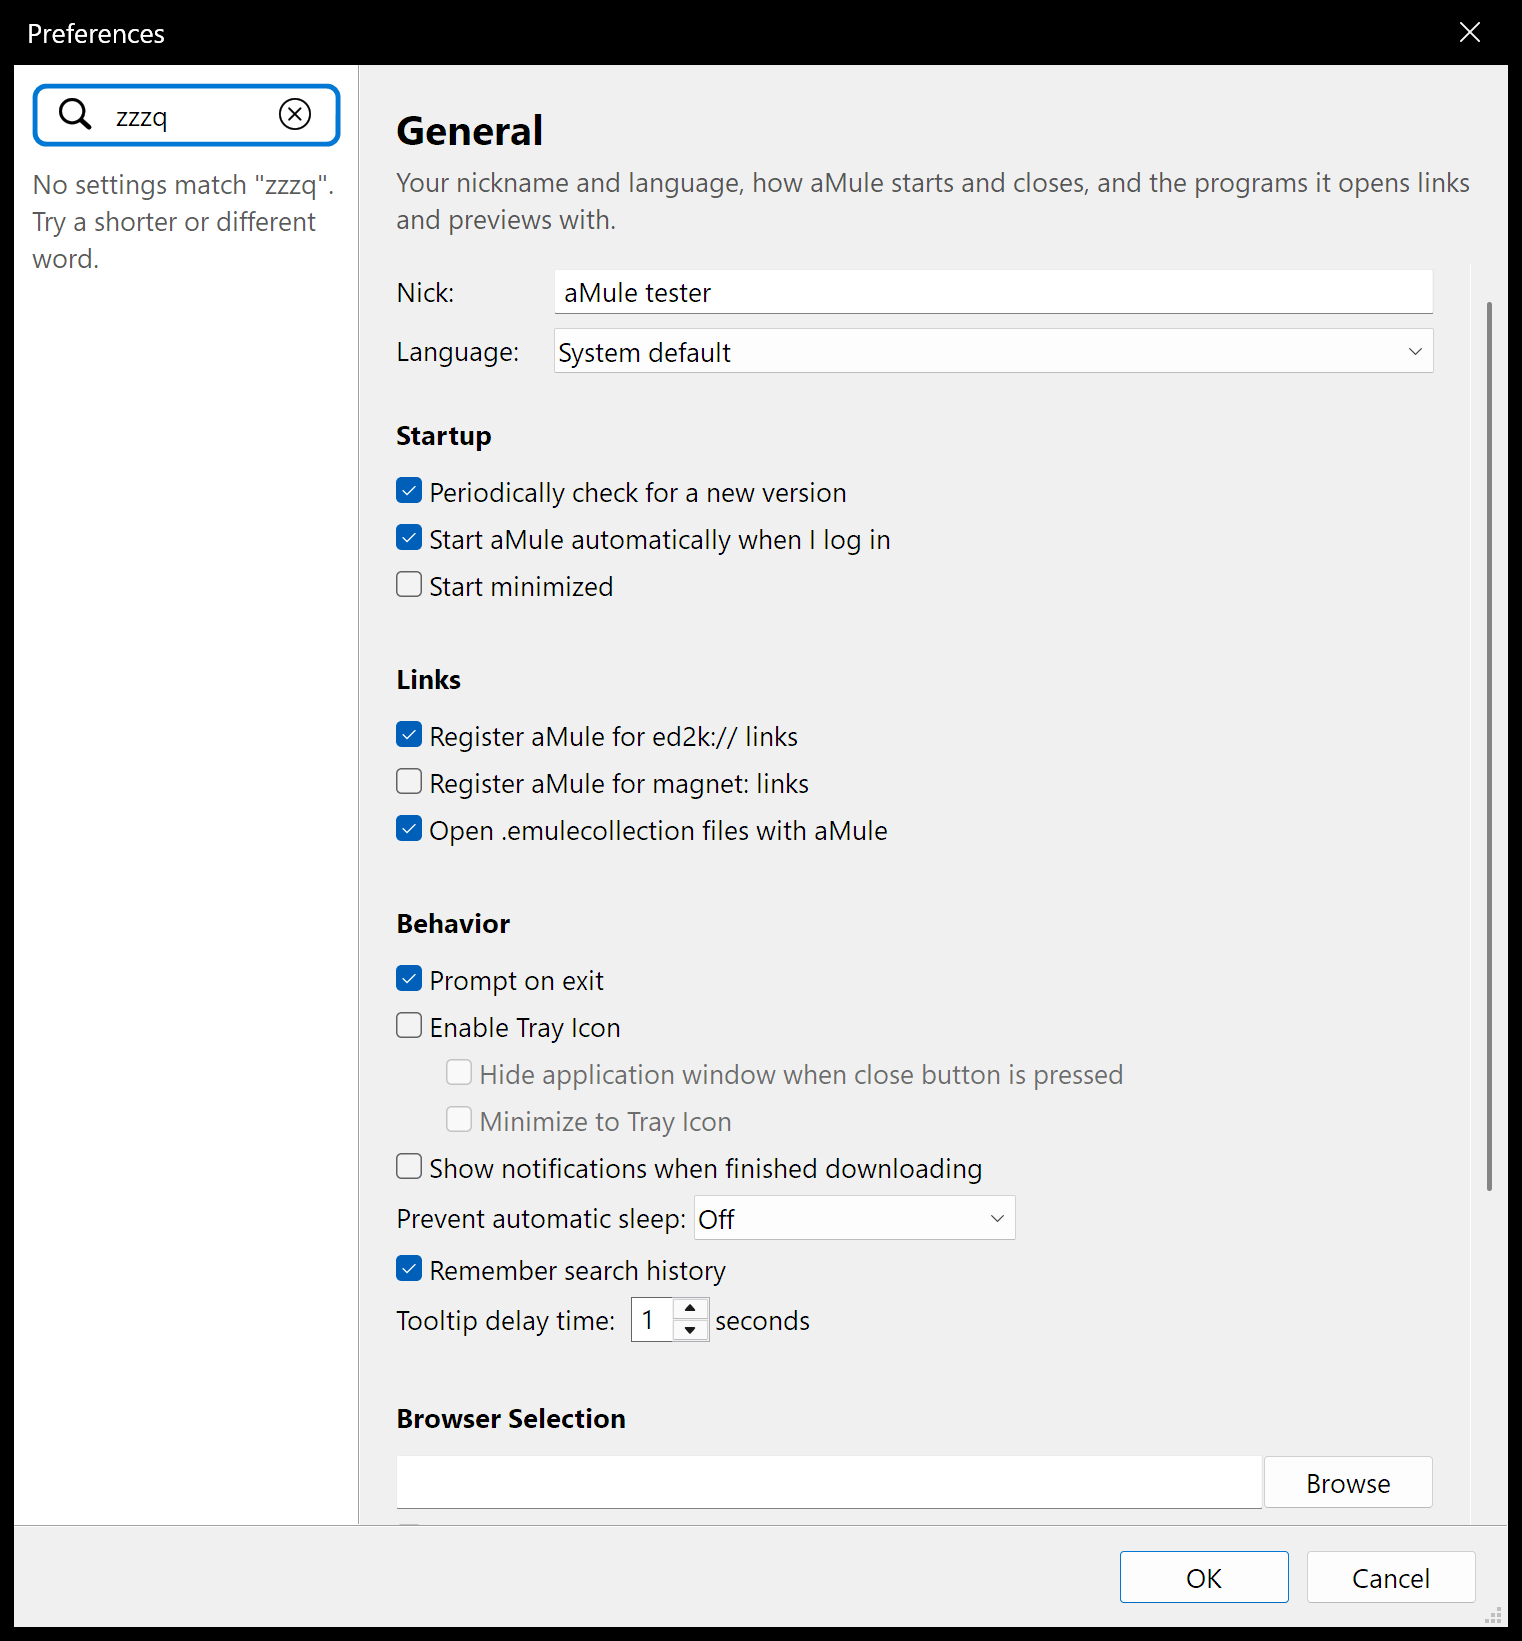 Preferences
zzzq
No settings match "zzzq".
Try a shorter or different
word.
General
Your nickname and language, how aMule starts and closes, and the programs it opens links
and previews with.
Nick: aMule tester
Language: System default
Startup
Periodically check for a new version
Start aMule automatically when I log in
Start minimized
Links
Register aMule for ed2k:// links
Register aMule for magnet: links
Open .emulecollection files with aMule
Behavior
Prompt on exit
Enable Tray Icon
Hide application window when close button is pressed
Minimize to Tray Icon
Show notifications when finished downloading
Prevent automatic sleep: Off
Remember search history
Tooltip delay time: 1 seconds
Browser Selection
Browse
OK Cancel